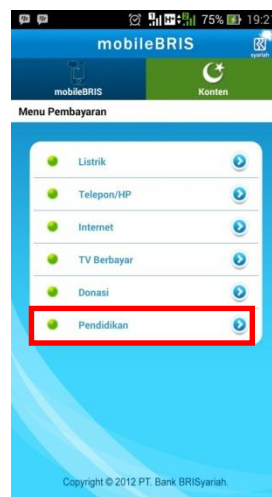 75% 19:2
mobileBRIS
syariah
mobileBRIS
Konten
Menu Pembayaran
Listrik
Telepon/HP
Internet
TV Berbayar
Donasi
Pendidikan
Copyright © 2012 PT. Bank BRISyariah.